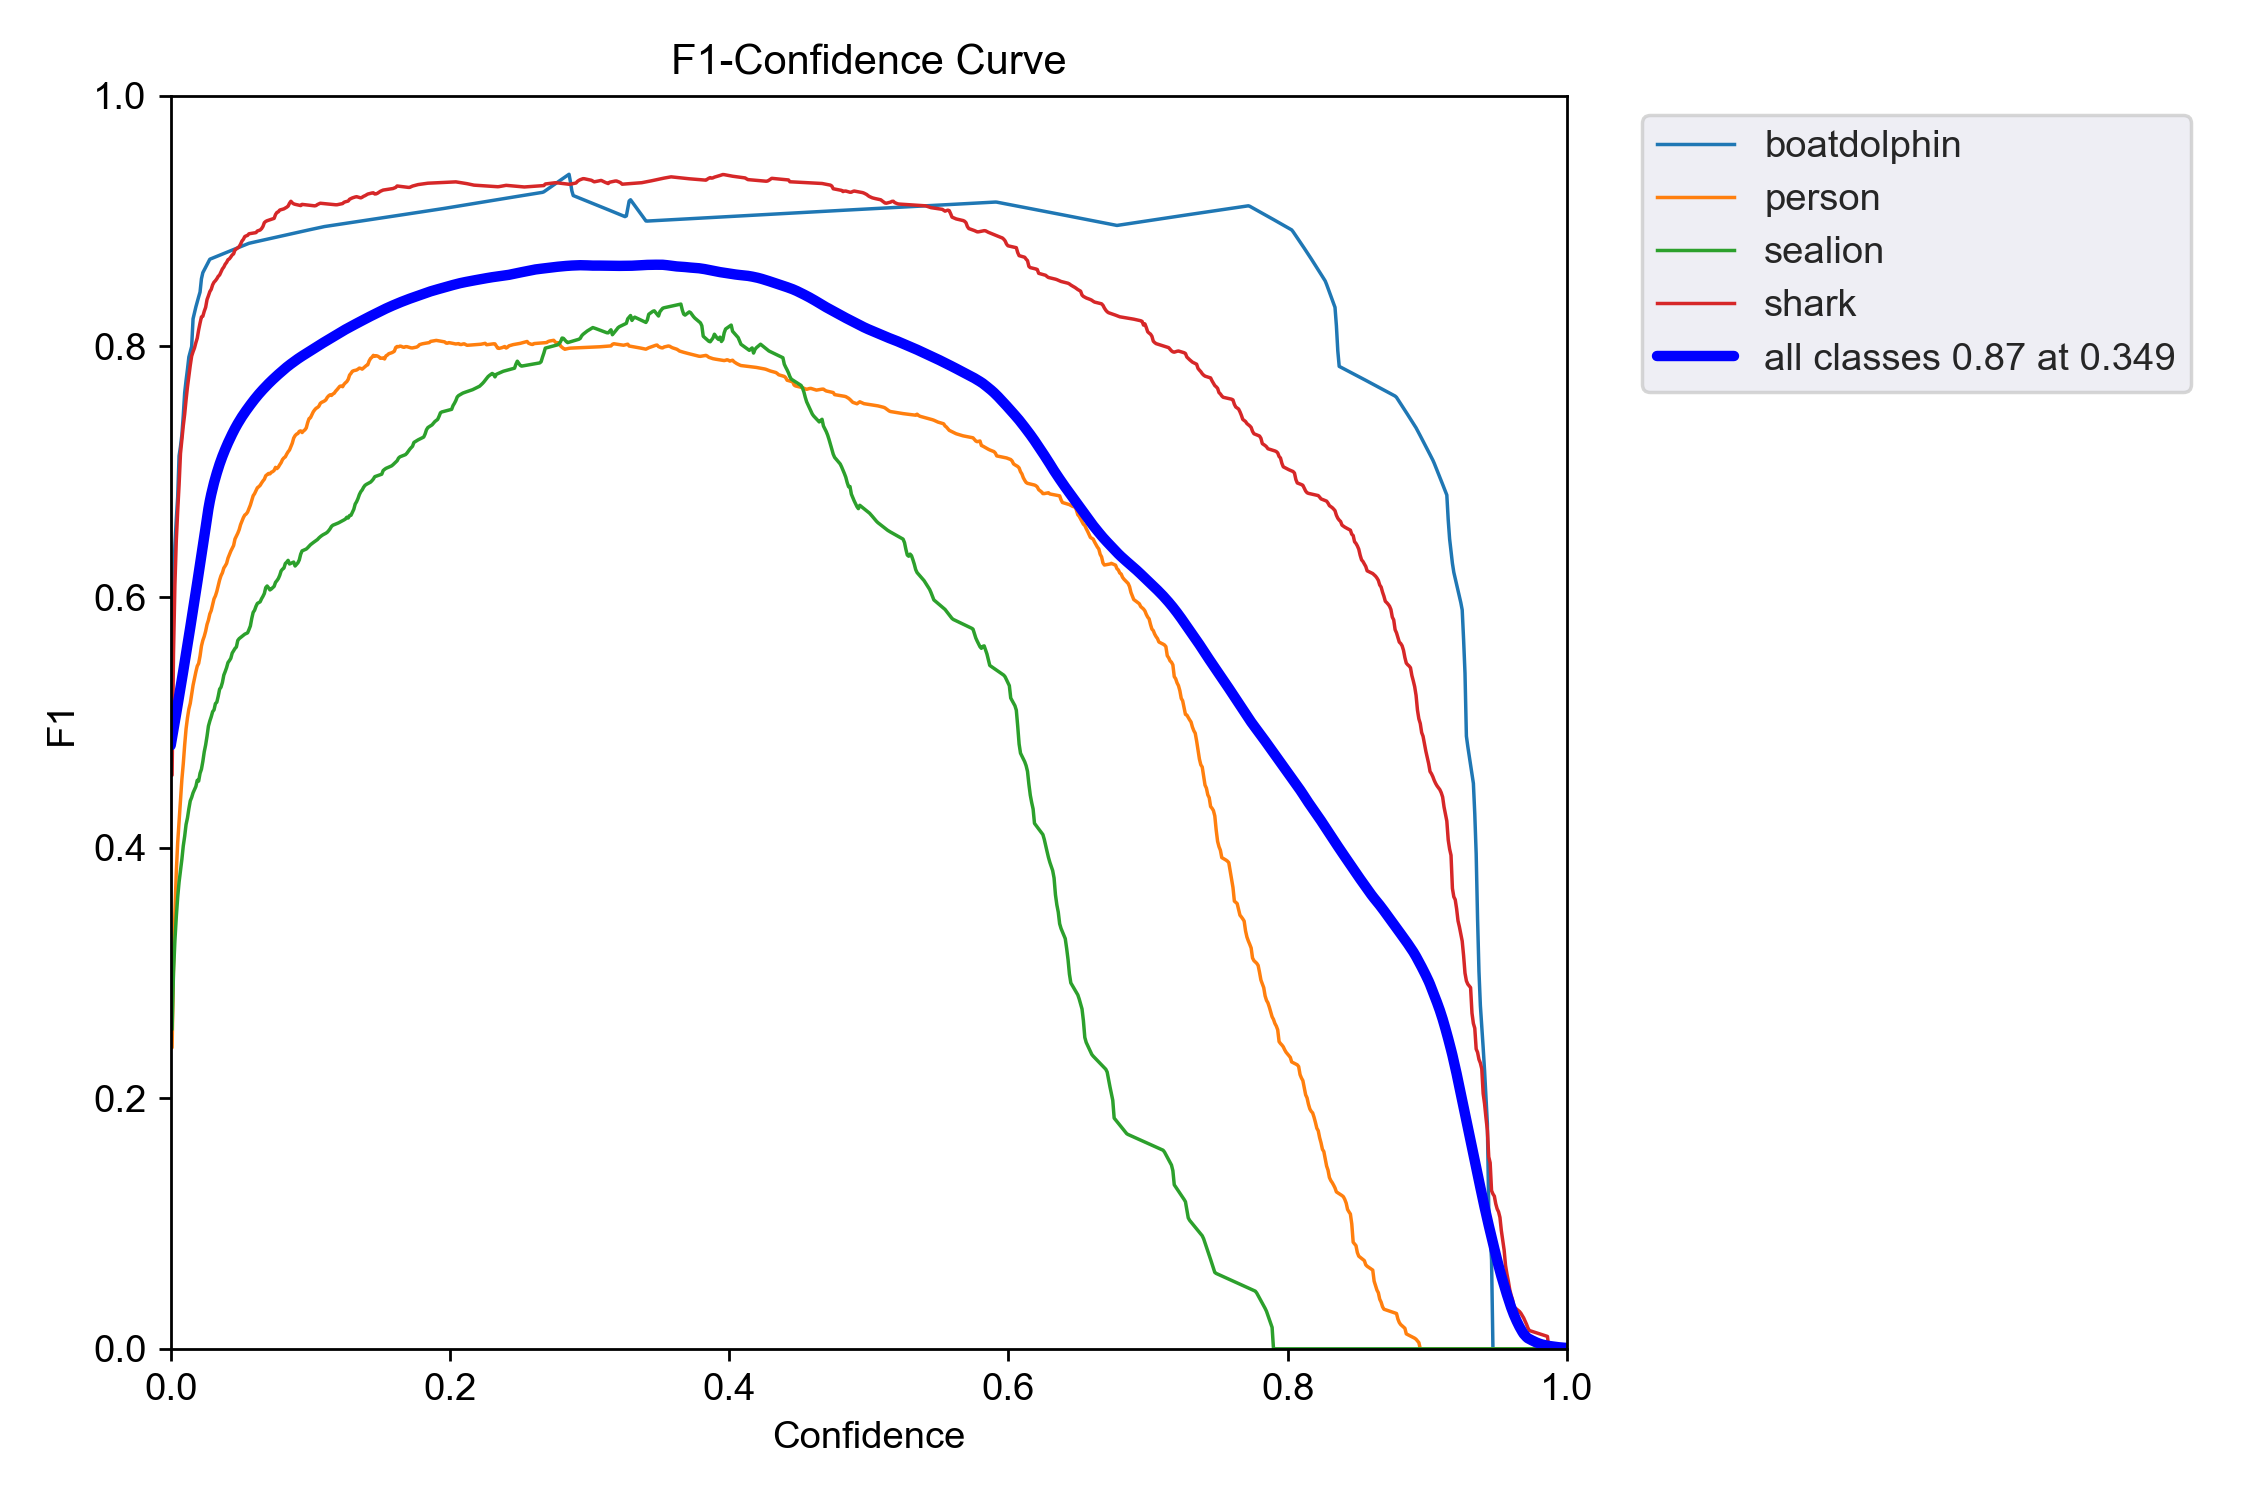 F1-Confidence Curve
1.0
0.8
0.6
0.4
0.2
0.0
F1
0.0 0.2 0.4 0.6 0.8 1.0
Confidence
boatdolphin
person
sealion
shark
all classes 0.87 at 0.349